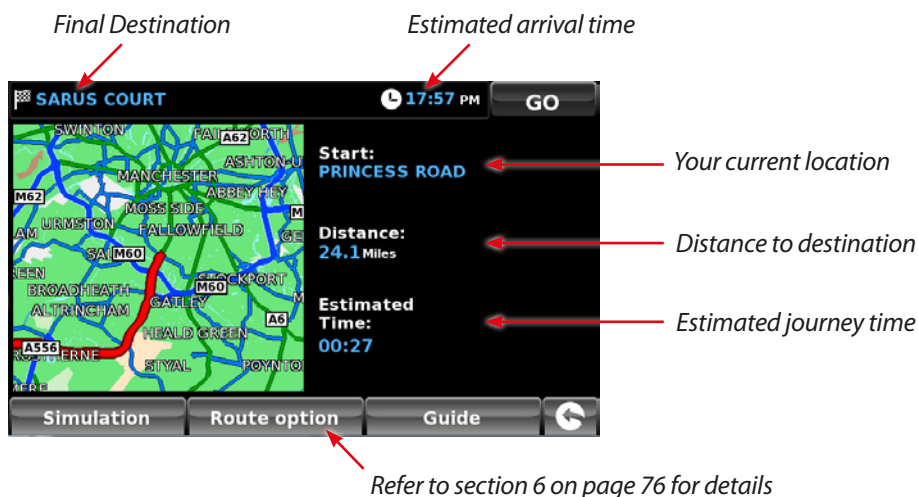 Final Destination
Estimated arrival time
SARUS COURT
17:57 PM
GO
SWINTON
A62
ASHTON-U
MANCHESTER
ABBEY HEY
M62
MOSS SIDE
URMSTON
FALLOWFIELD
M60
STOCKPORT
M60
BROADHEATH
GATLEY
ALTRINCHAM
A6
HEALD GREEN
A556
STYAL
POYNTO
Start:
PRINCESS ROAD
Your current location
Distance:
24.1 Miles
Distance to destination
Estimated
Time:
00:27
Estimated journey time
Simulation
Route option
Guide
Refer to section 6 on page 76 for details